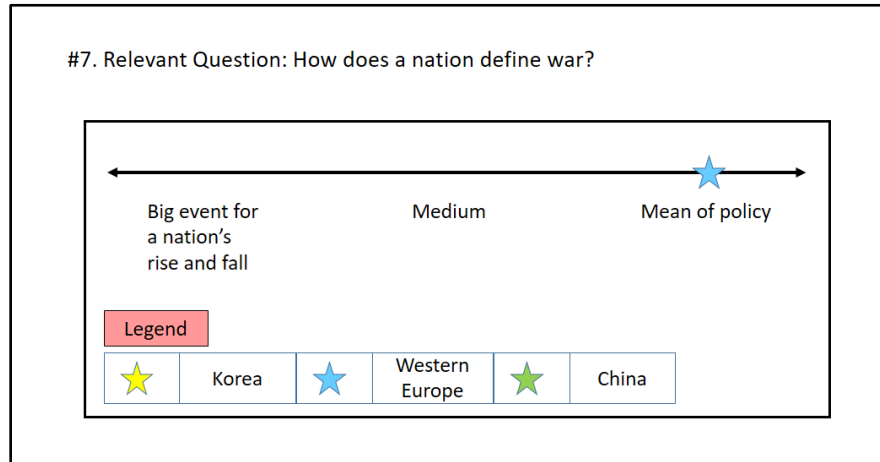 #7. Relevant Question: How does a nation define war?
Big event for
a nation’s
rise and fall
Medium
Mean of policy
Legend
Korea
Western
Europe
China